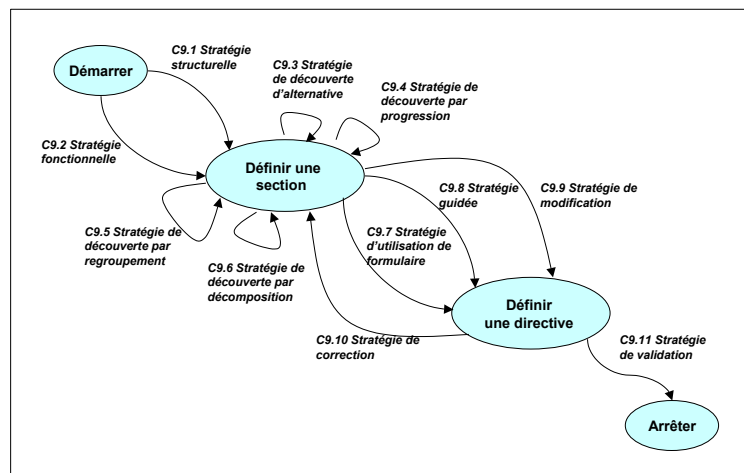 C9.1 Stratégie
structurelle
Démarrer
C9.3 Stratégie
de découverte
d'alternative
C9.4 Stratégie de
découverte par
progression
C9.2 Stratégie
fonctionnelle
Définir une
section
C9.8 Stratégie
guidée
C9.9 Stratégie de
modification
C9.5 Stratégie de
découverte par
regroupement
C9.7 Stratégie
d'utilisation de
formulaire
C9.6 Stratégie de
découverte par
décomposition
Définir
une directive
C9.10 Stratégie de
correction
C9.11 Stratégie
de validation
Arrêter